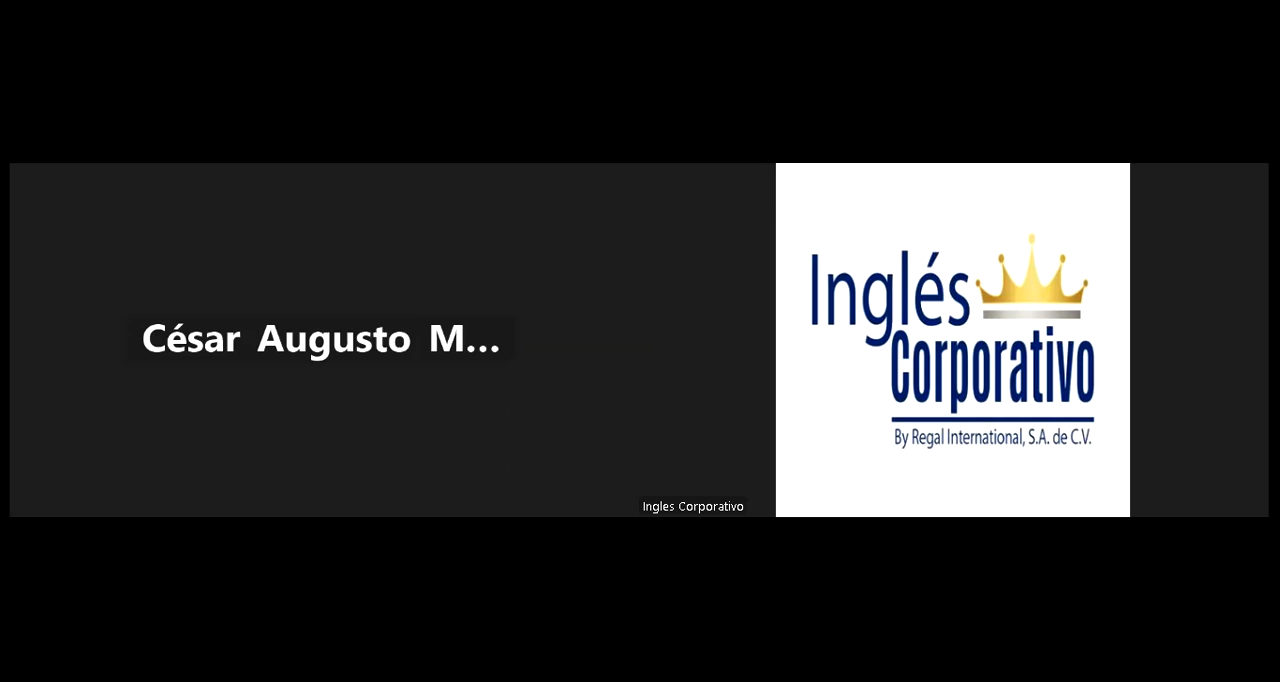 César Augusto M...
Ingles Corporativo
Inglés
Corporativo
By Regal International, S.A. de C.V.